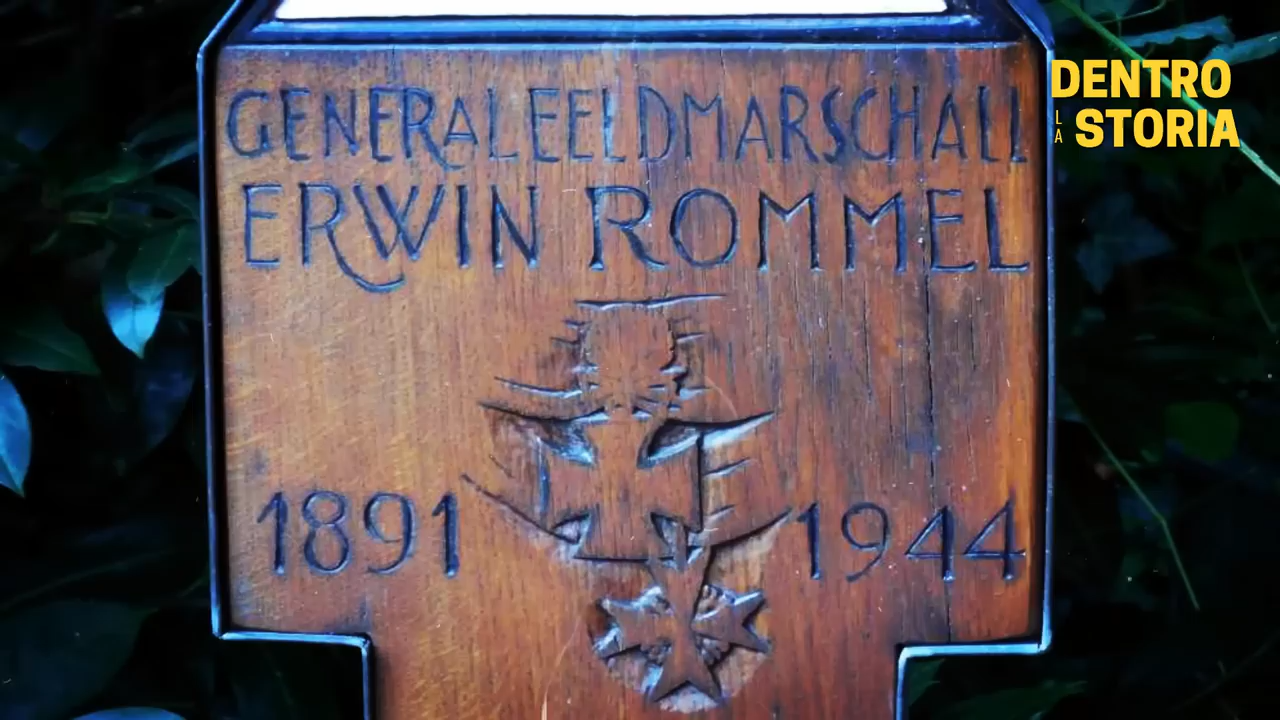 GENERALFELDMARSCHALL
ERWIN ROMMEL
1891 1944
DENTRO
LA STORIA